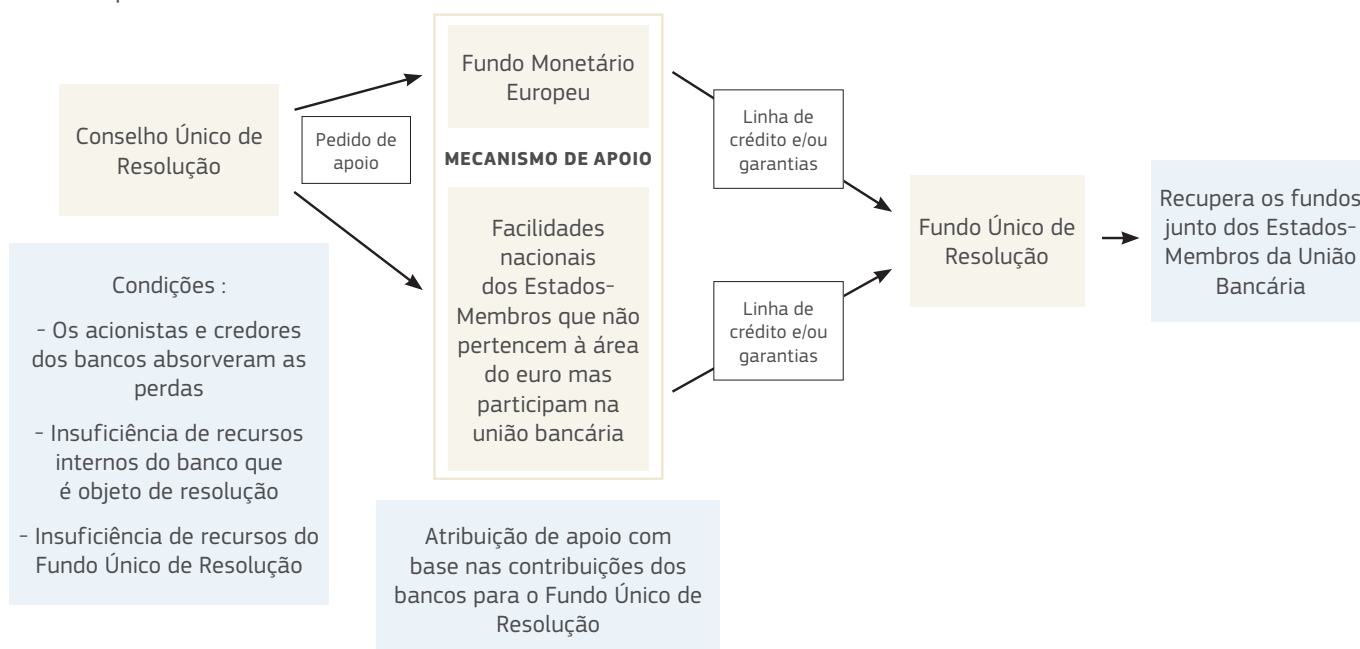 Conselho Único de
Resolução
Pedido de
apoio
Fundo Monetário
Europeu
MECANISMO DE APOIO
Facilidades
nacionais
dos Estados-
Membros que não
pertencem à área
do euro mas
participam na
união bancária
Linha de
crédito e/ou
garantias
Linha de
crédito e/ou
garantias
Fundo Único de
Resolução
Recupera os fundos
junto dos Estados-
Membros da União
Bancária
Condições :
- Os acionistas e credores
dos bancos absorveram as
perdas
- Insuficiência de recursos
internos do banco que
é objeto de resolução
- Insuficiência de recursos do
Fundo Único de Resolução
Atribuição de apoio com
base nas contribuições dos
bancos para o Fundo Único de
Resolução